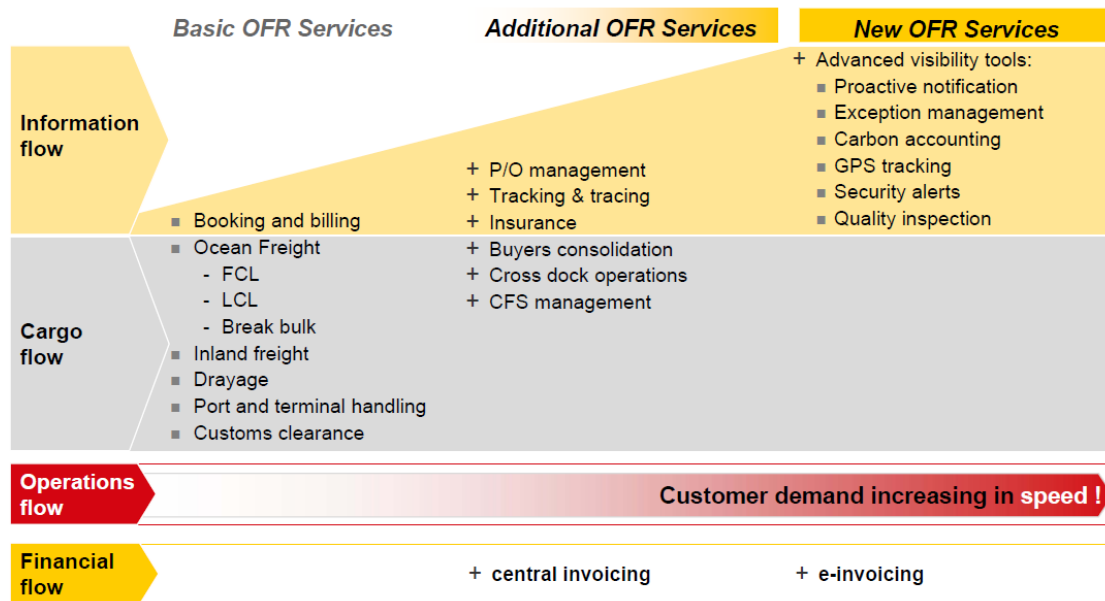 Basic OFR Services
Additional OFR Services
New OFR Services
Information
flow
■ Booking and billing
+ P/O management
+ Tracking & tracing
+ Insurance
+ Advanced visibility tools:
■ Proactive notification
■ Exception management
■ Carbon accounting
■ GPS tracking
■ Security alerts
■ Quality inspection
Cargo
flow
■ Ocean Freight
- FCL
- LCL
- Break bulk
■ Inland freight
■ Drayage
■ Port and terminal handling
■ Customs clearance
+ Buyers consolidation
+ Cross dock operations
+ CFS management
Operations
flow
Customer demand increasing in speed !
Financial
flow
+ central invoicing
+ e-invoicing